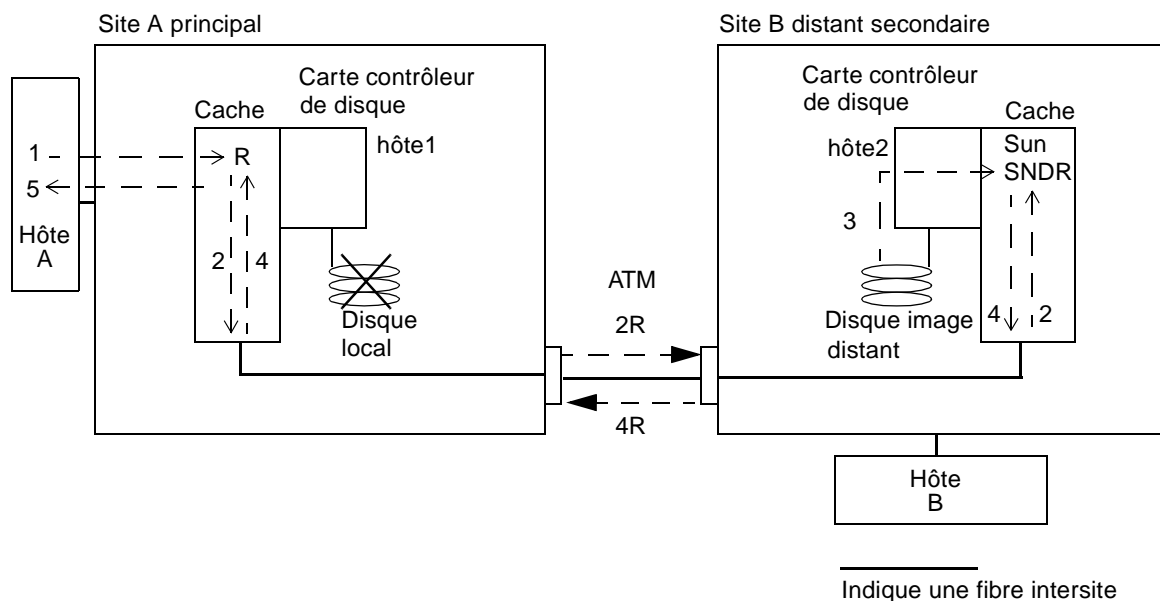 Site A principal
Site B distant secondaire
Carte contrôleur
de disque
Cache
hôte1
R
1
5
Hôte
A
2
4
Disque
local
ATM
2R
4R
Carte contrôleur
de disque
Cache
hôte2
Sun
SNDR
3
4
2
Disque image
distant
Hôte
B
Indique une fibre intersite